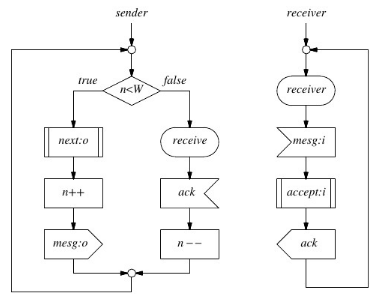 sender
receiver
true
false
n<W
receiver
next:o
receive
mesg:i
n++
ack
accept:i
mesg:o
n−−
ack